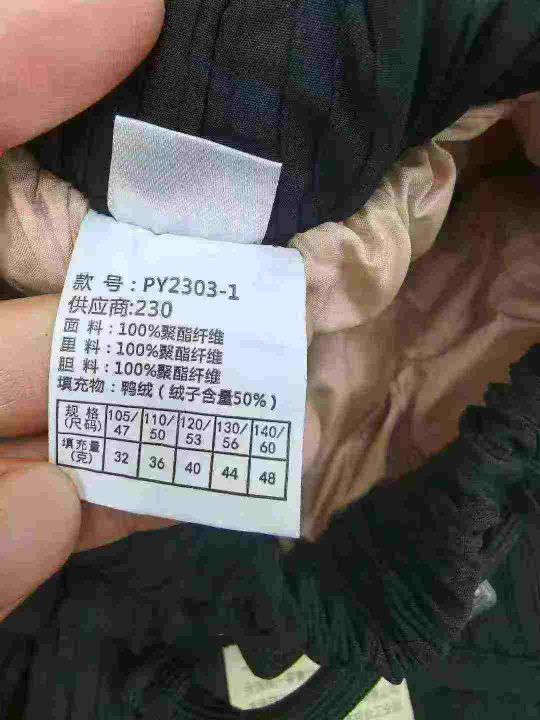 款 号：PY2303-1
供应商:230
面 料：100%聚酯纤维
里 料：100%聚酯纤维
胆 料：100%聚酯纤维
填充物：鸭绒（绒子含量50%）
规 格 105/ 110/ 120/ 130/ 140/
(尺码) 47 50 53 56 60
填充量 32 36 40 44 48
(克)